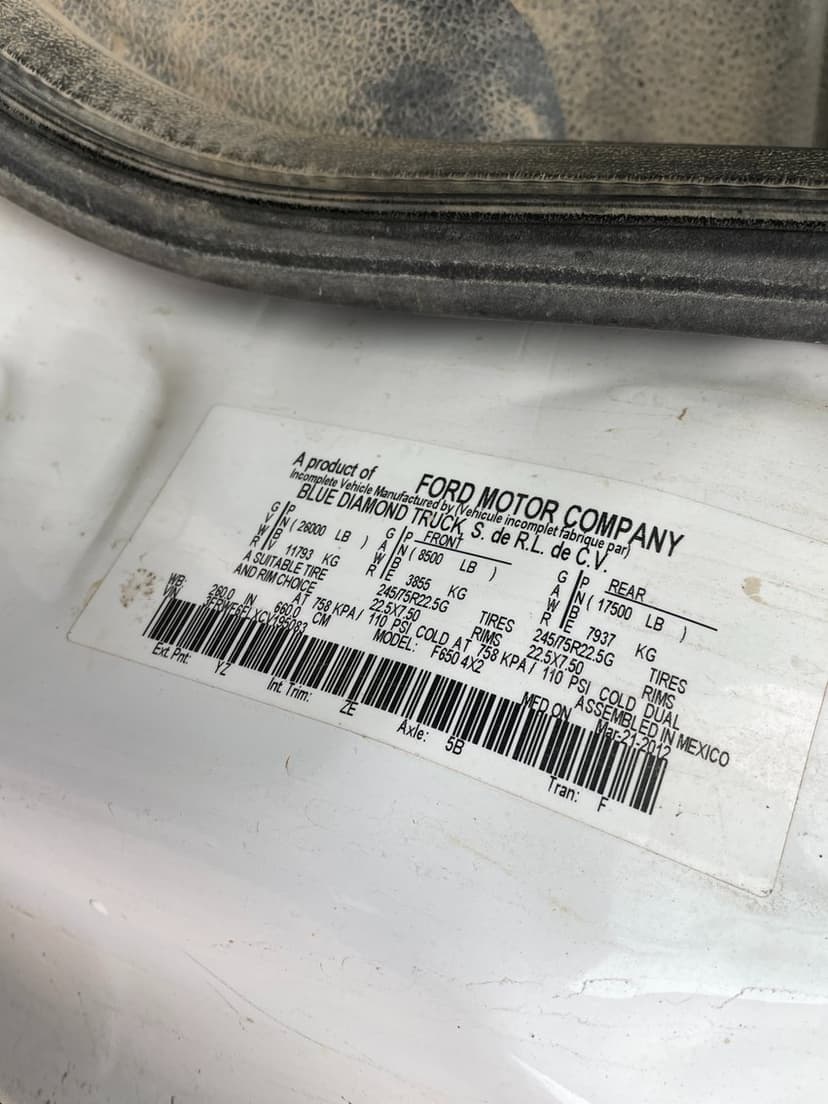 A product of FORD MOTOR COMPANY
Incomplete Vehicle Manufactured by (Vehicule incomplet fabrique par)
BLUE DIAMOND TRUCK, S. de R.L. de C.V.
GVWR / PNBV ( 26000 LB ) 11793 KG
GAWR / PNBE FRONT ( 8500 LB ) 3855 KG
GAWR / PNBE REAR ( 17500 LB ) 7937 KG
A SUITABLE TIRE AND RIM CHOICE
245/75R22.5G TIRES 245/75R22.5G TIRES
22.5X7.50 RIMS 22.5X7.50 RIMS
AT 758 KPA / 110 PSI COLD AT 758 KPA / 110 PSI COLD DUAL
WB: 260.0 IN 660.0 CM MODEL: F650 4X2 ASSEMBLED IN MEXICO
VIN: MFD ON Mar-21-2012
Ext. Pnt: YZ Int. Trim: ZE Axle: 5B Tran: F